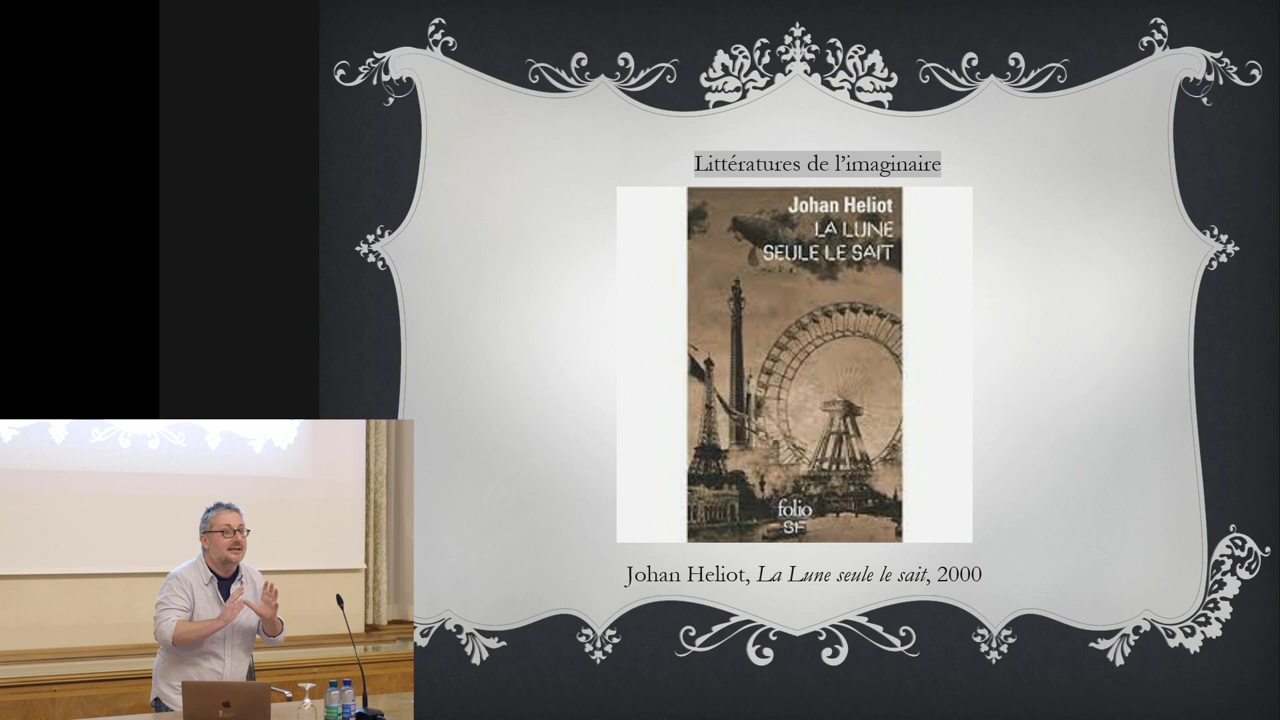 Littératures de l’imaginaire
Johan Heliot
LA LUNE
SEULE LE SAIT
folio
SF
Johan Heliot, La Lune seule le sait, 2000